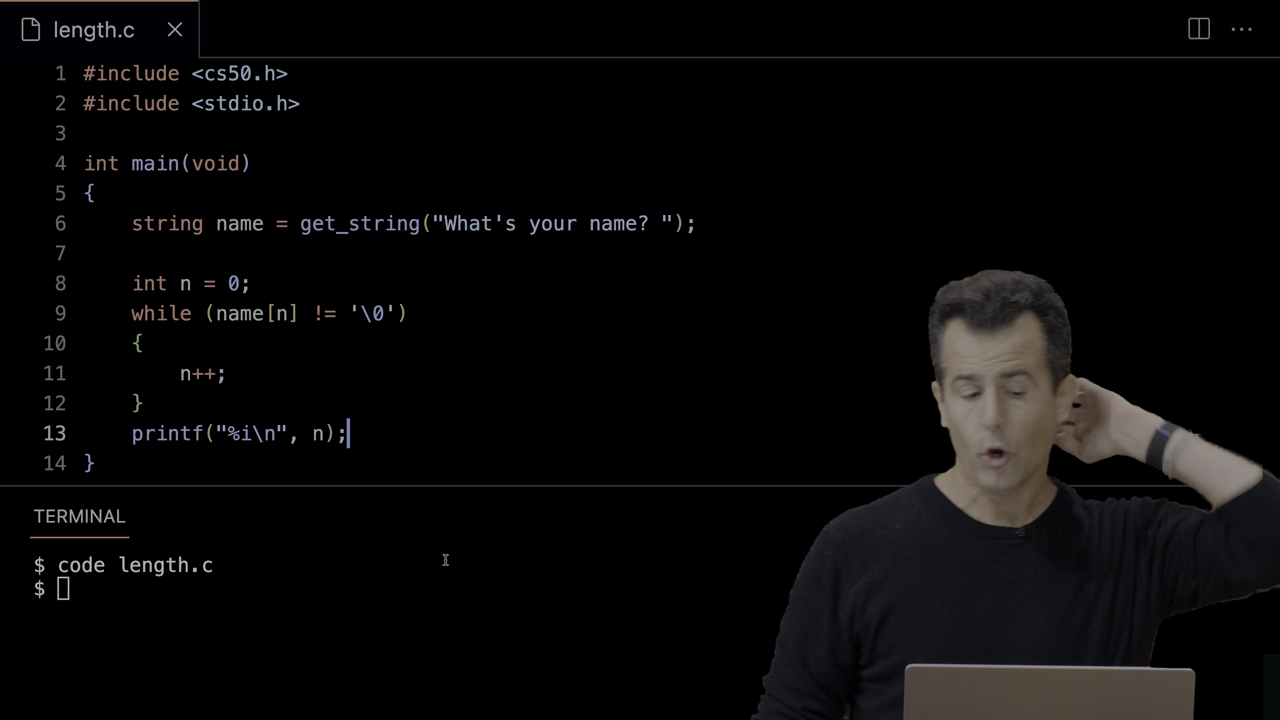 length.c
1 #include <cs50.h>
2 #include <stdio.h>
3
4 int main(void)
5 {
6     string name = get_string("What's your name? ");
7
8     int n = 0;
9     while (name[n] != '\0')
10     {
11         n++;
12     }
13     printf("%i\n", n);
14 }
TERMINAL
$ code length.c
$